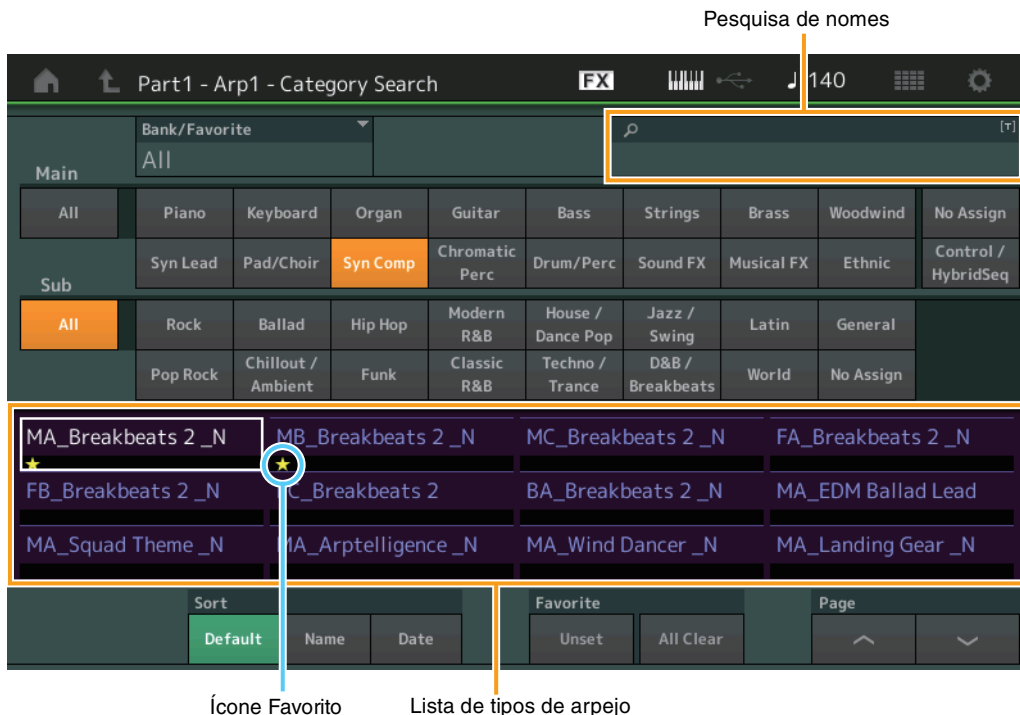 Pesquisa de nomes
Part1 - Arp1 - Category Search FX ♩ 140
Bank/Favorite [T]
All
Main
All Piano Keyboard Organ Guitar Bass Strings Brass Woodwind No Assign
Syn Lead Pad/Choir Syn Comp Chromatic Perc Drum/Perc Sound FX Musical FX Ethnic Control / HybridSeq
Sub
All Rock Ballad Hip Hop Modern R&B House / Dance Pop Jazz / Swing Latin General
Pop Rock Chillout / Ambient Funk Classic R&B Techno / Trance D&B / Breakbeats World No Assign
MA_Breakbeats 2 _N MB_Breakbeats 2 _N MC_Breakbeats 2 _N FA_Breakbeats 2 _N
FB_Breakbeats 2 _N FC_Breakbeats 2 BA_Breakbeats 2 _N MA_EDM Ballad Lead
MA_Squad Theme _N MA_Arptelligence _N MA_Wind Dancer _N MA_Landing Gear _N
Sort Favorite Page
Default Name Date Unset All Clear
Ícone Favorito Lista de tipos de arpejo